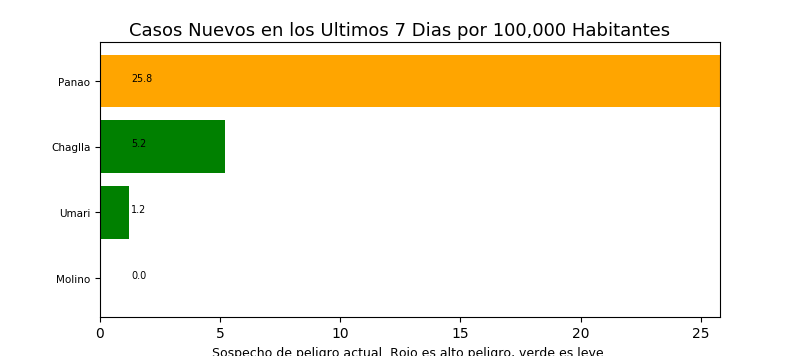 Casos Nuevos en los Ultimos 7 Dias por 100,000 Habitantes
Panao 25.8
Chaglla 5.2
Umari 1.2
Molino 0.0
0 5 10 15 20 25
Sospecho de peligro actual. Rojo es alto peligro, verde es leve